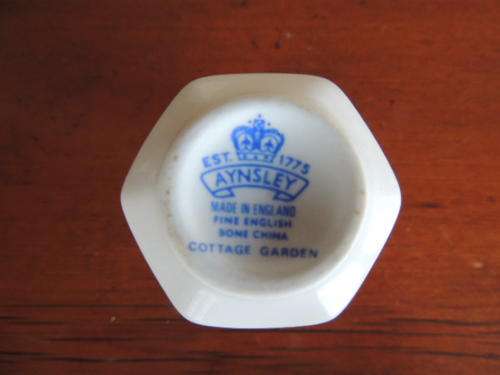 EST. 1775
AYNSLEY
MADE IN ENGLAND
FINE ENGLISH
BONE CHINA
COTTAGE GARDEN